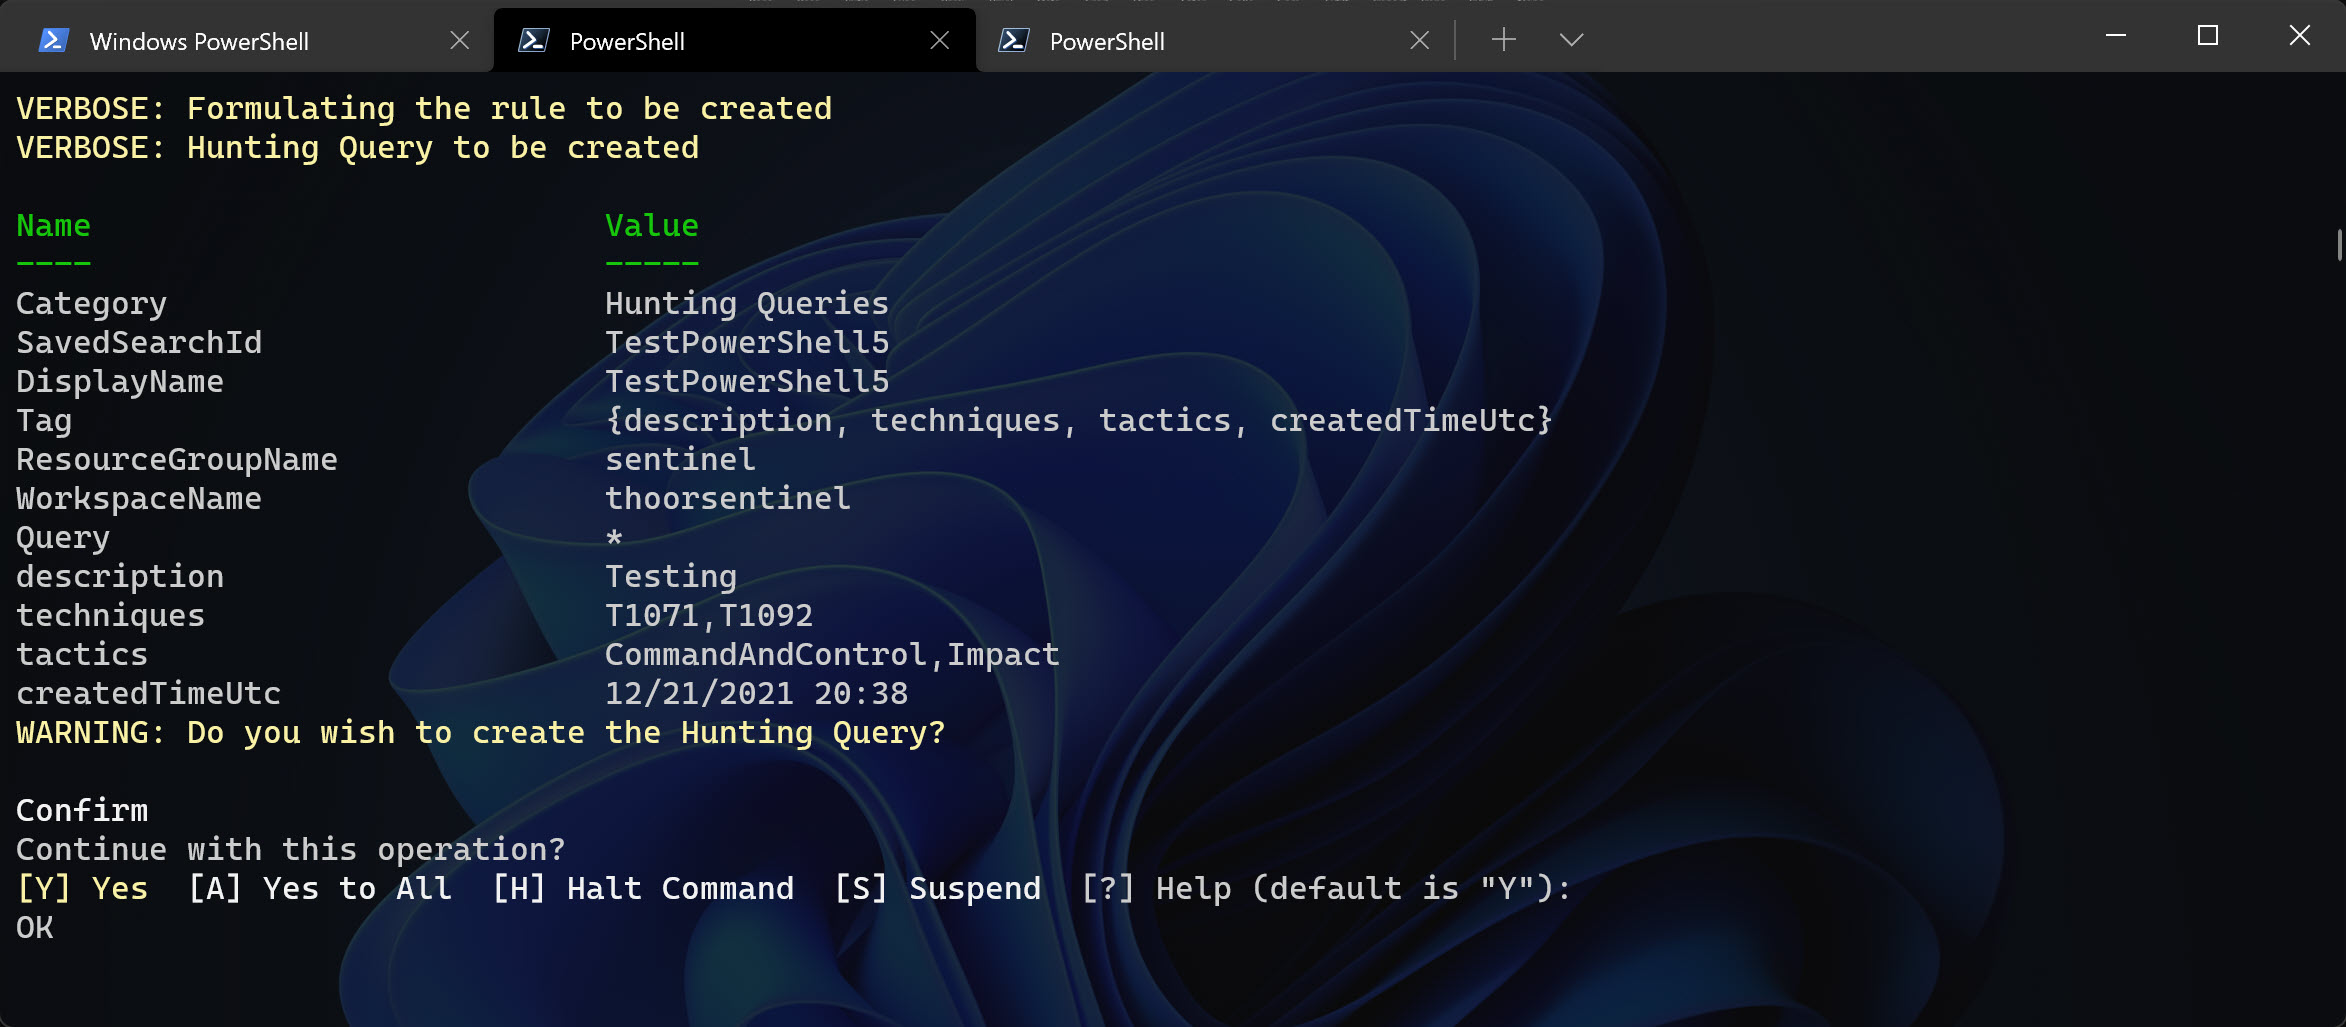 Windows PowerShell
PowerShell
PowerShell
VERBOSE: Formulating the rule to be created
VERBOSE: Hunting Query to be created
Name Value
---- -----
Category Hunting Queries
SavedSearchId TestPowerShell5
DisplayName TestPowerShell5
Tag {description, techniques, tactics, createdTimeUtc}
ResourceGroupName sentinel
WorkspaceName thoorsentinel
Query *
description Testing
techniques T1071,T1092
tactics CommandAndControl,Impact
createdTimeUtc 12/21/2021 20:38
WARNING: Do you wish to create the Hunting Query?
Confirm
Continue with this operation?
[Y] Yes [A] Yes to All [H] Halt Command [S] Suspend [?] Help (default is "Y"):
OK